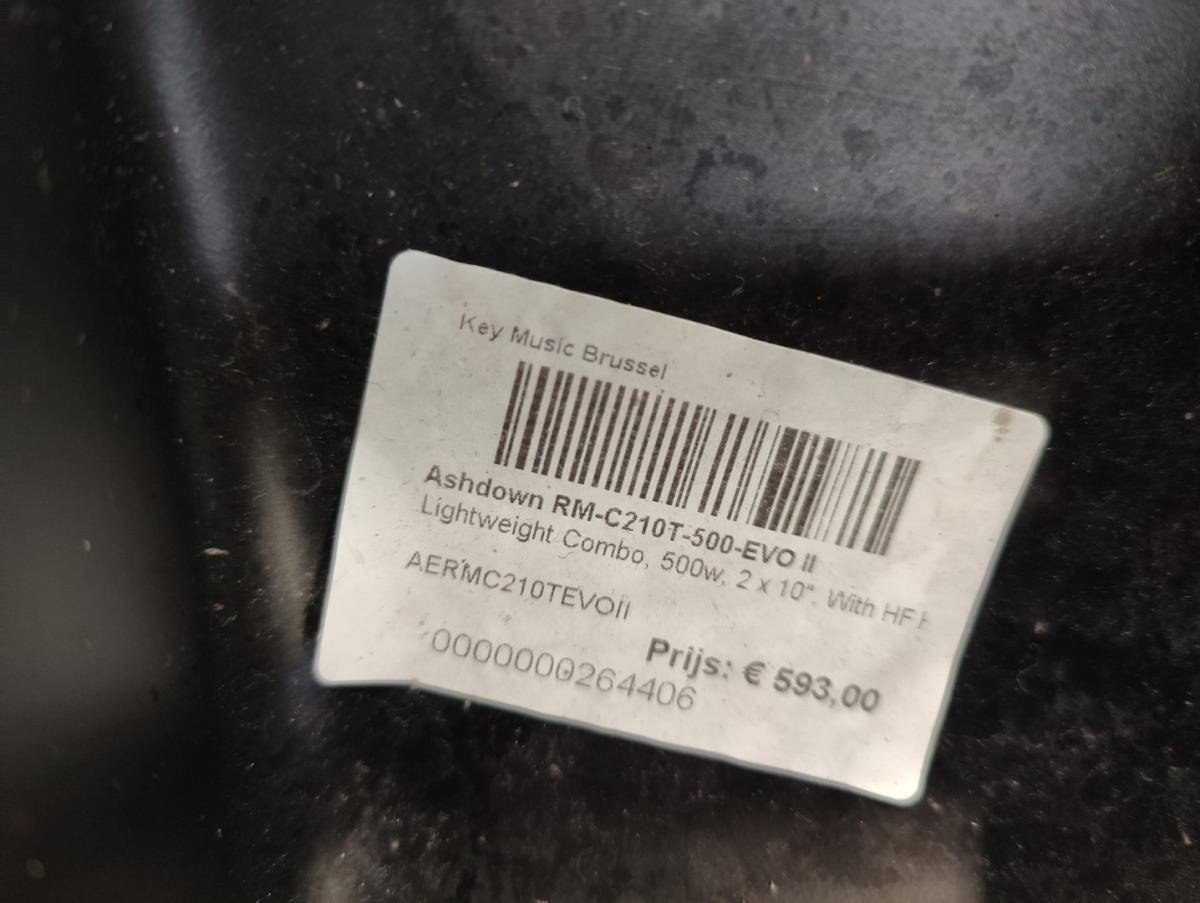 Key Music Brussel
Ashdown RM-C210T-500-EVO II
Lightweight Combo, 500w, 2 x 10", With HF
AERMC210TEVOII
Prijs: € 593,00
0000000264406